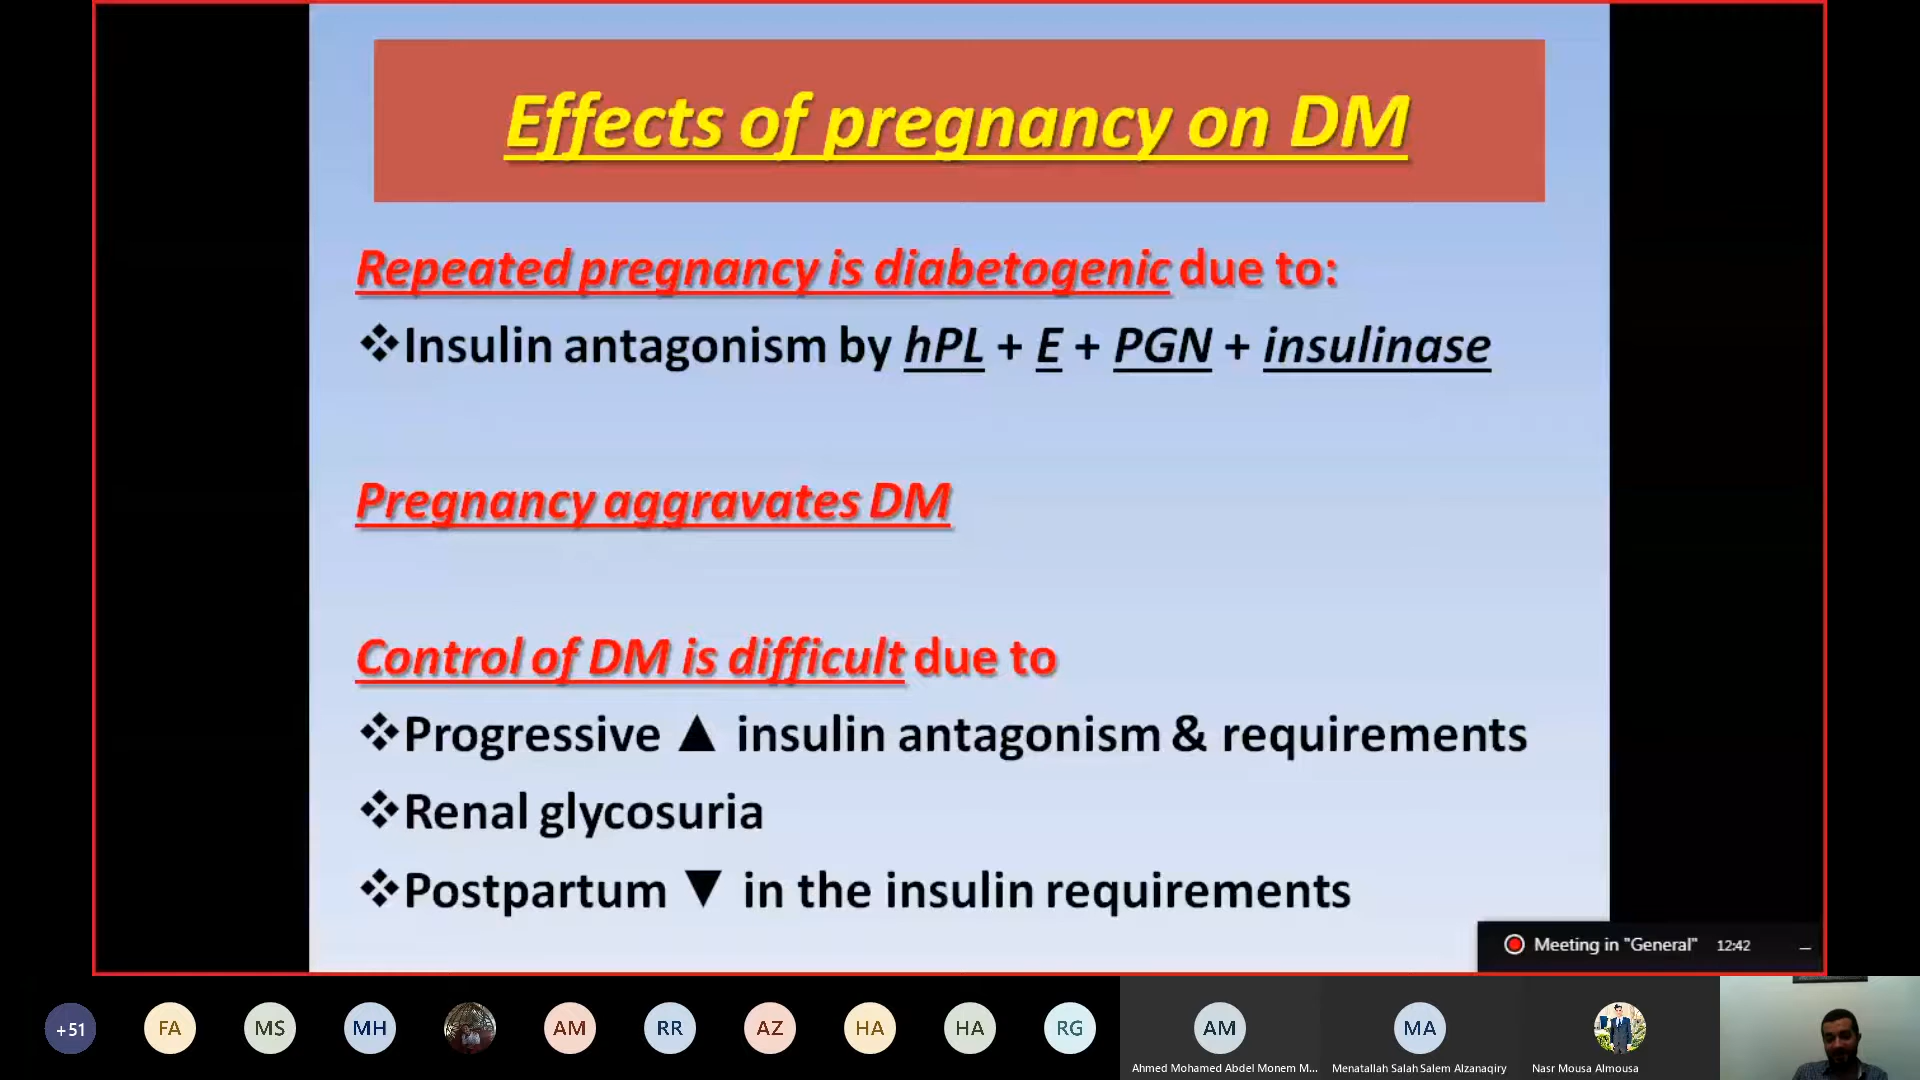 Effects of pregnancy on DM
Repeated pregnancy is diabetogenic due to:
❖Insulin antagonism by hPL + E + PGN + insulinase
Pregnancy aggravates DM
Control of DM is difficult due to
❖Progressive ▲ insulin antagonism & requirements
❖Renal glycosuria
❖Postpartum ▼ in the insulin requirements
Meeting in "General" 12:42
+51 FA MS MH AM RR AZ HA HA RG AM MA
Ahmed Mohamed Abdel Monem M... Menatallah Salah Salem Alzanaqiry Nasr Mousa Almousa